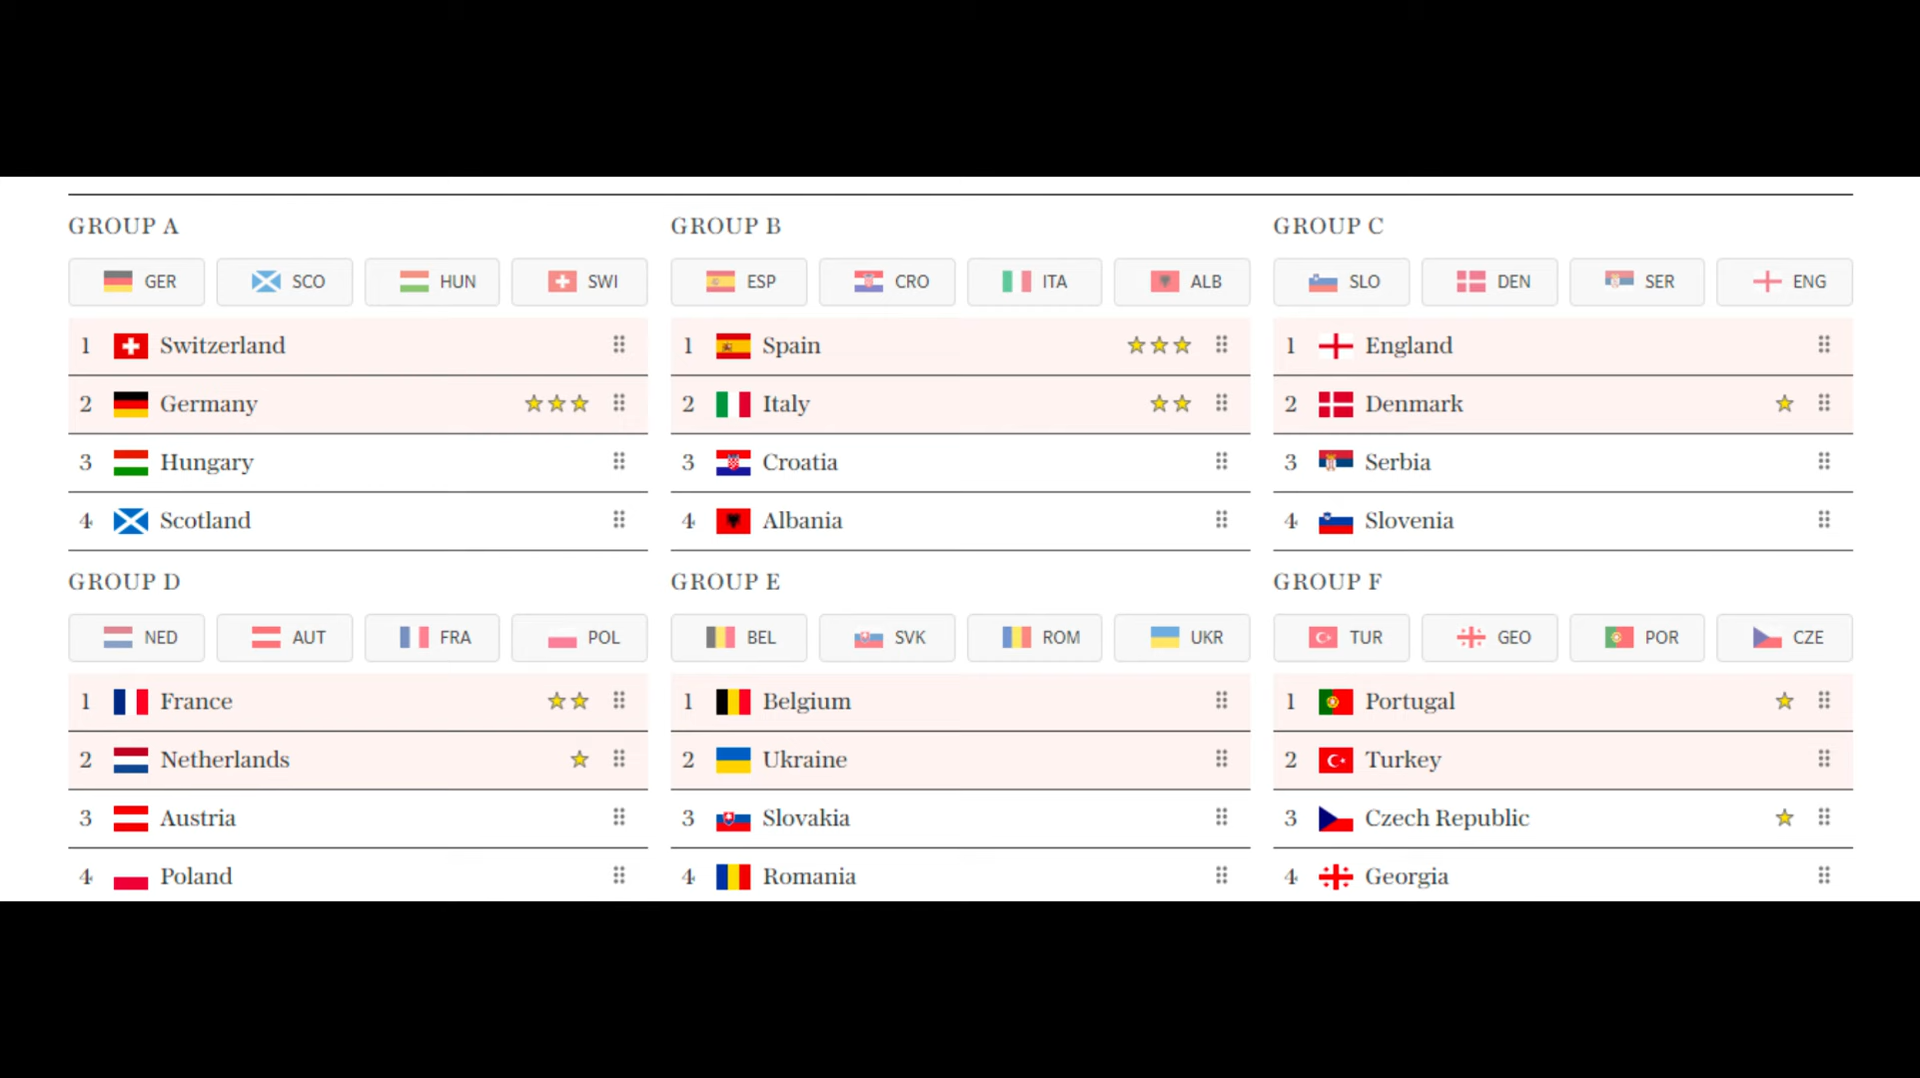 GROUP A
GER SCO HUN SWI
1 Switzerland
2 Germany
3 Hungary
4 Scotland
GROUP B
ESP CRO ITA ALB
1 Spain
2 Italy
3 Croatia
4 Albania
GROUP C
SLO DEN SER ENG
1 England
2 Denmark
3 Serbia
4 Slovenia
GROUP D
NED AUT FRA POL
1 France
2 Netherlands
3 Austria
4 Poland
GROUP E
BEL SVK ROM UKR
1 Belgium
2 Ukraine
3 Slovakia
4 Romania
GROUP F
TUR GEO POR CZE
1 Portugal
2 Turkey
3 Czech Republic
4 Georgia